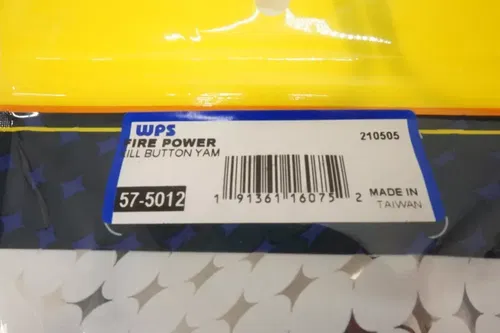 WPS
FIRE POWER 210505
ILL BUTTON YAM
57-5012
1 91361 16075 2
MADE IN
TAIWAN